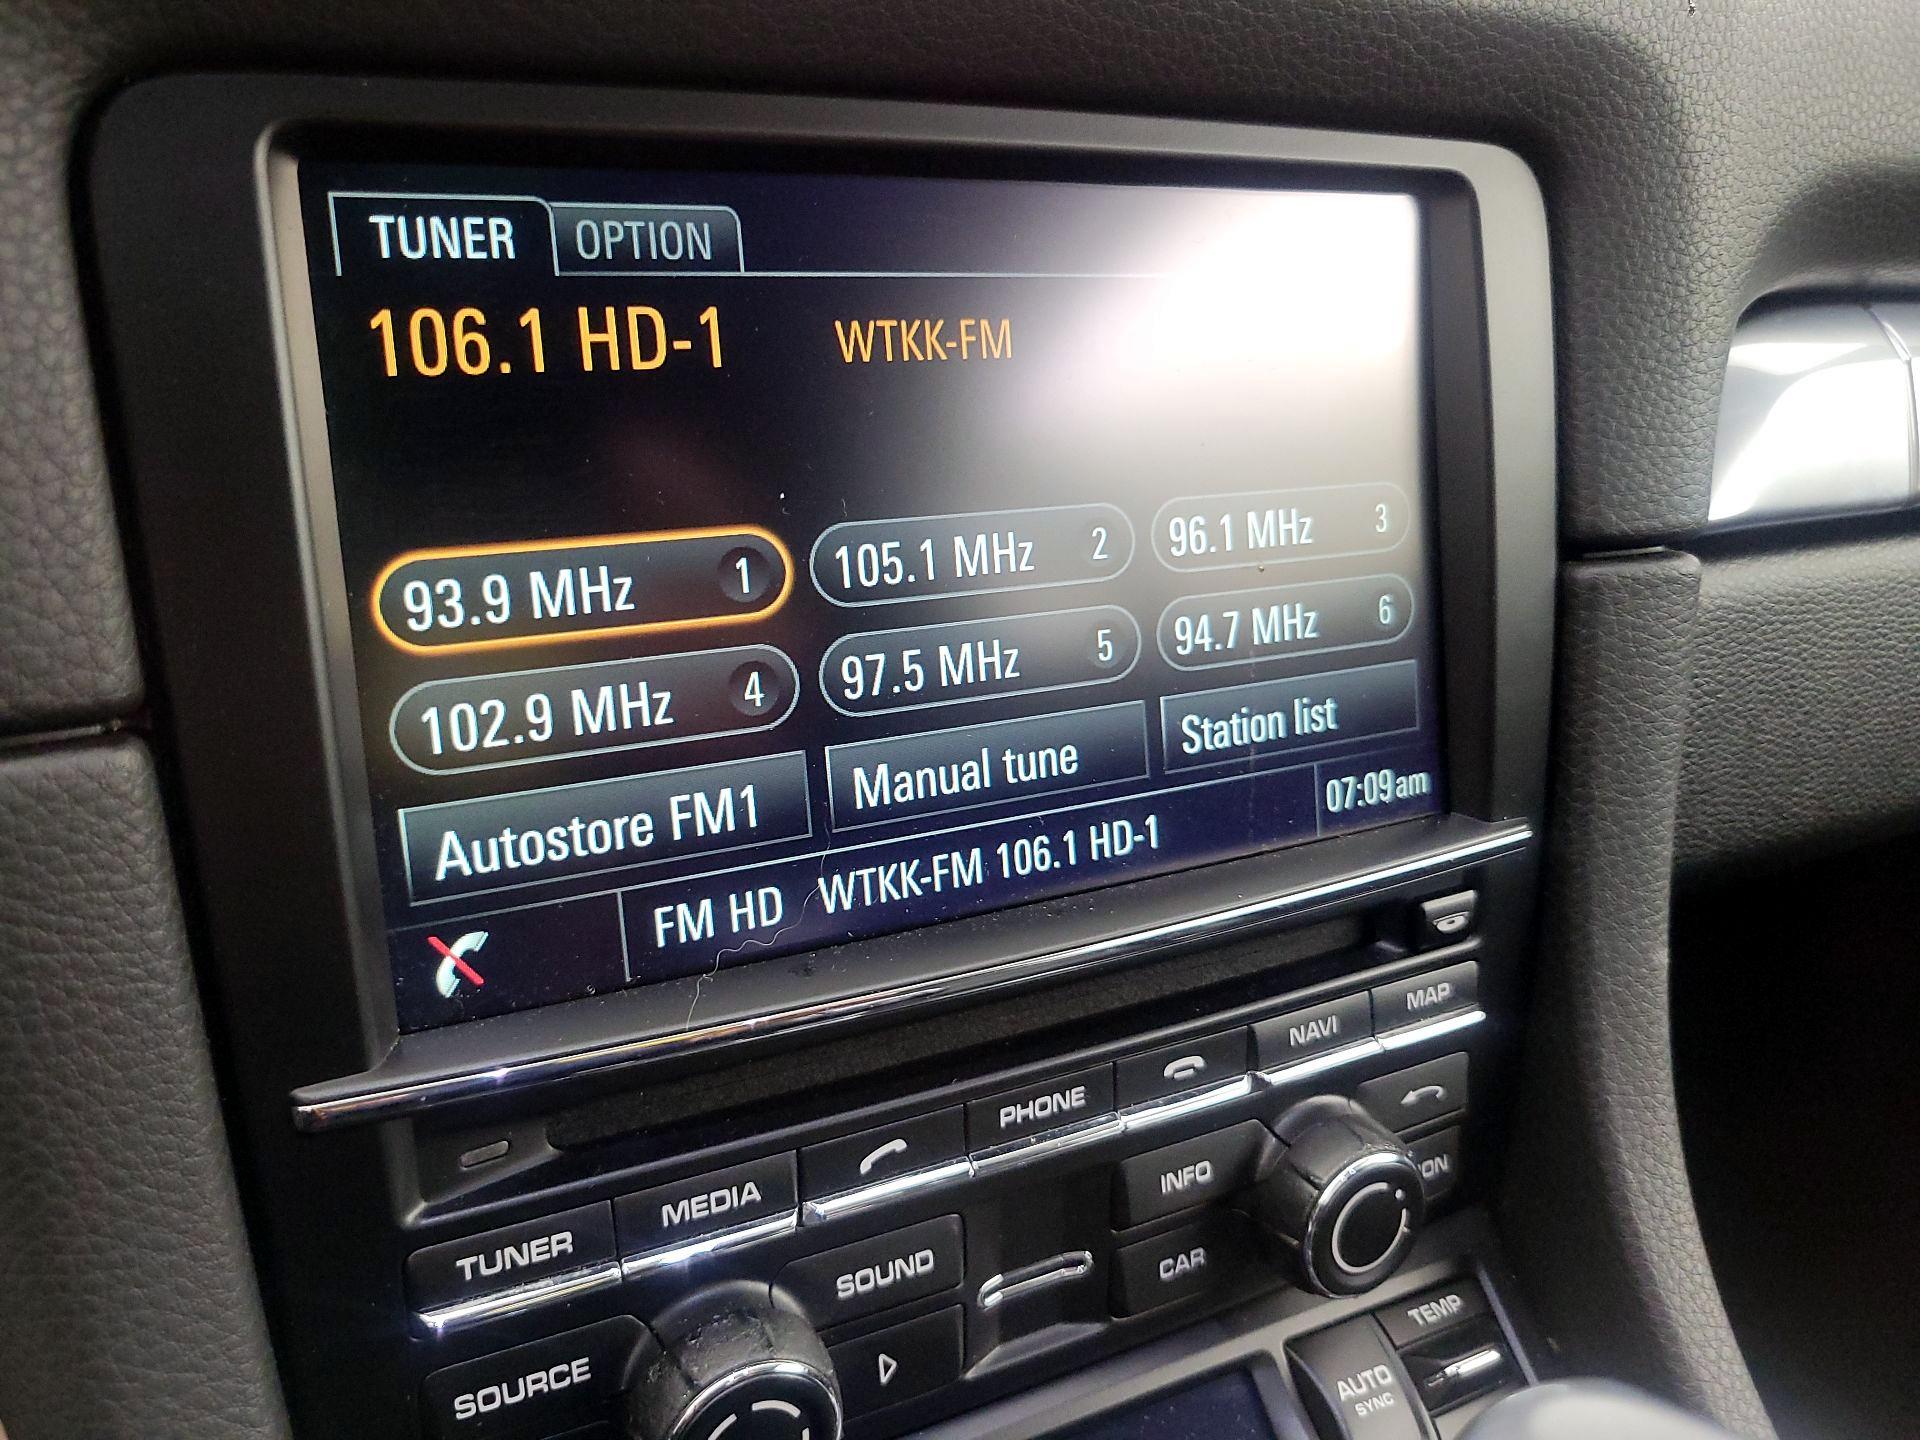 TUNER OPTION
106.1 HD-1 WTKK-FM
93.9 MHz 1 105.1 MHz 2 96.1 MHz 3
102.9 MHz 4 97.5 MHz 5 94.7 MHz 6
Autostore FM1 Manual tune Station list
FM HD WTKK-FM 106.1 HD-1 07:09am
TUNER MEDIA PHONE NAVI MAP
SOUND INFO
SOURCE CAR
TEMP
AUTO
SYNC